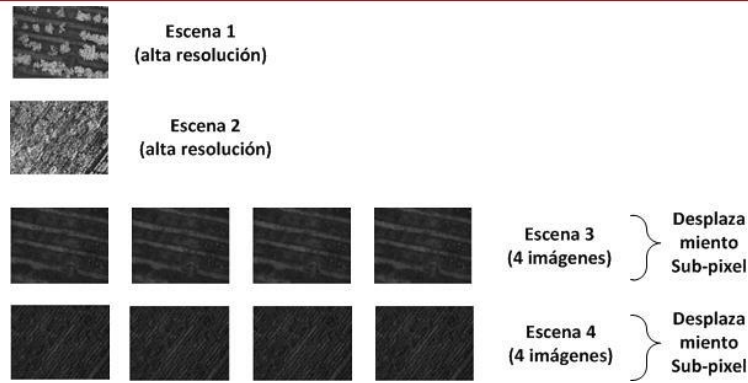 Escena 1
(alta resolución)
Escena 2
(alta resolución)
Escena 3
(4 imágenes)
Desplaza
miento
Sub-pixel
Escena 4
(4 imágenes)
Desplaza
miento
Sub-pixel